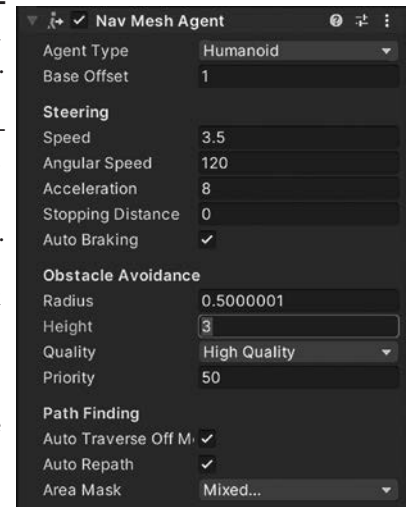 Nav Mesh Agent
Agent Type Humanoid
Base Offset 1
Steering
Speed 3.5
Angular Speed 120
Acceleration 8
Stopping Distance 0
Auto Braking
Obstacle Avoidance
Radius 0.5000001
Height 3
Quality High Quality
Priority 50
Path Finding
Auto Traverse Off M
Auto Repath
Area Mask Mixed...